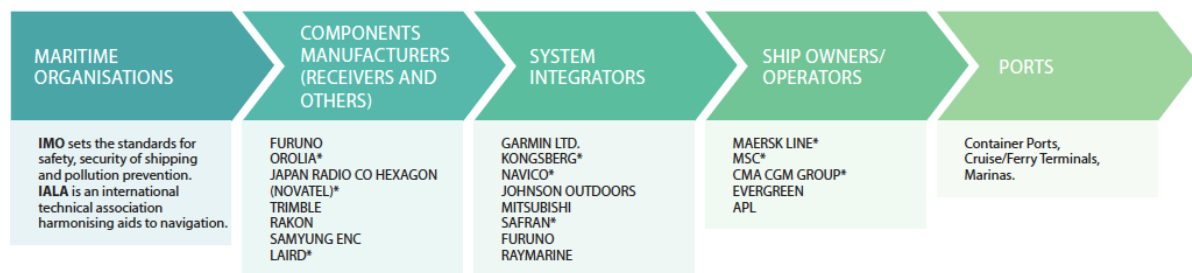 MARITIME
ORGANISATIONS
IMO sets the standards for
safety, security of shipping
and pollution prevention.
IALA is an international
technical association
harmonising aids to navigation.
COMPONENTS
MANUFACTURERS
(RECEIVERS AND
OTHERS)
FURUNO
OROLIA*
JAPAN RADIO CO HEXAGON
(NOVATEL)*
TRIMBLE
RAKON
SAMYUNG ENC
LAIRD*
SYSTEM
INTEGRATORS
GARMIN LTD.
KONGSBERG*
NAVICO*
JOHNSON OUTDOORS
MITSUBISHI
SAFRAN*
FURUNO
RAYMARINE
SHIP OWNERS/
OPERATORS
MAERSK LINE*
MSC*
CMA CGM GROUP*
EVERGREEN
APL
PORTS
Container Ports,
Cruise/Ferry Terminals,
Marinas.